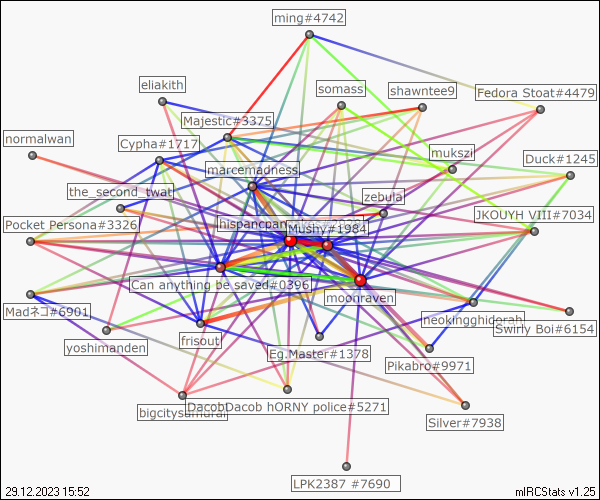 ming#4742
eliakith
somass
shawntee9
Fedora Stoat#4479
Majestic#3375
normalwan
Cypha#1717
mukszi
Duck#1245
marcemadness
the_second_twat
zebula
Pocket Persona#3326
hispancpan
Mushy#1984
JKOUYH VIII#7034
Can anything be saved#0396
moonraven
Madネコ#6901
neokingghidorah
Swirly Boi#6154
yoshimanden
frisout
Eg.Master#1378
Pikabro#9971
bigcitysamurai
DacobDacob hORNY police#5271
Silver#7938
LPK2387 #7690
29.12.2023 15:52
mIRCStats v1.25